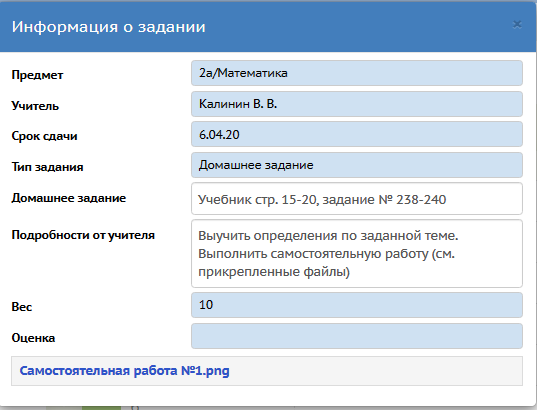 Информация о задании
×
Предмет 2а/Математика
Учитель Калинин В. В.
Срок сдачи 6.04.20
Тип задания Домашнее задание
Домашнее задание Учебник стр. 15-20, задание № 238-240
Подробности от учителя Выучить определения по заданной теме.
Выполнить самостоятельную работу (см.
прикрепленные файлы)
Вес 10
Оценка
Самостоятельная работа №1.png